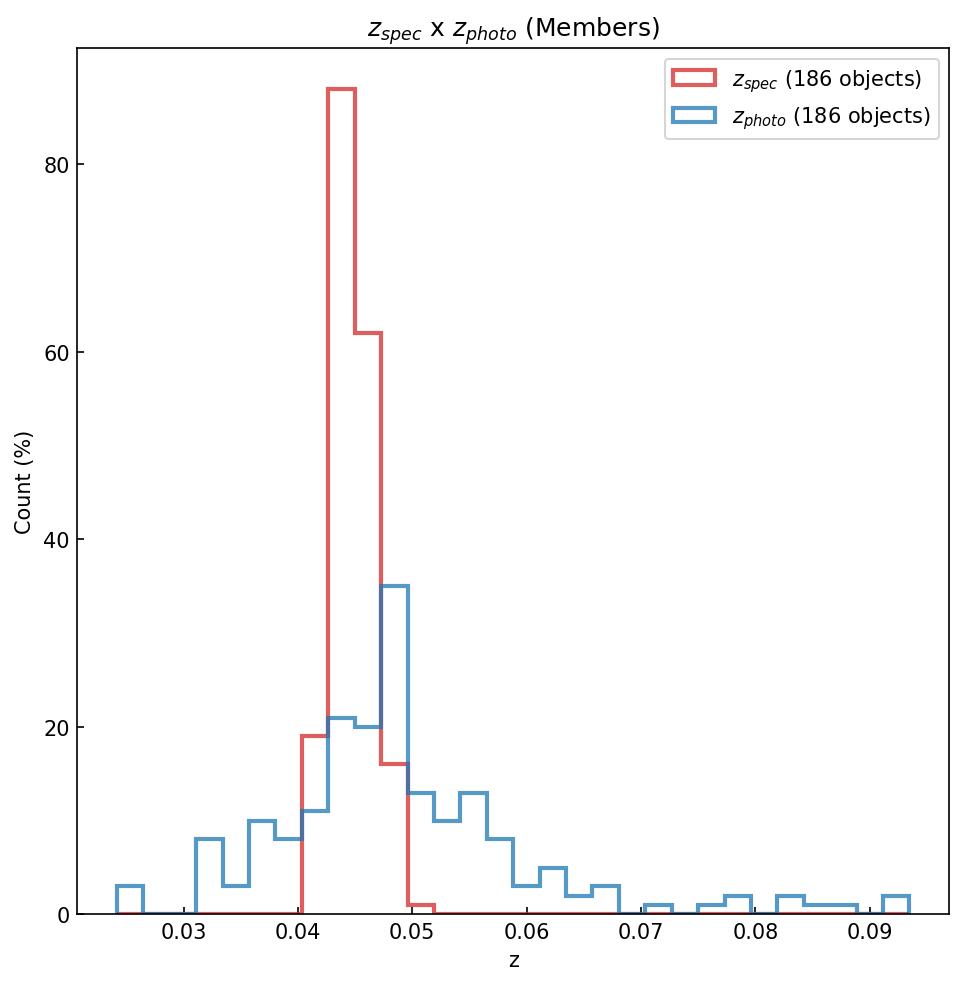 z_spec x z_photo (Members)
z_spec (186 objects)
z_photo (186 objects)
Count (%)
80
60
40
20
0
0.03 0.04 0.05 0.06 0.07 0.08 0.09
z